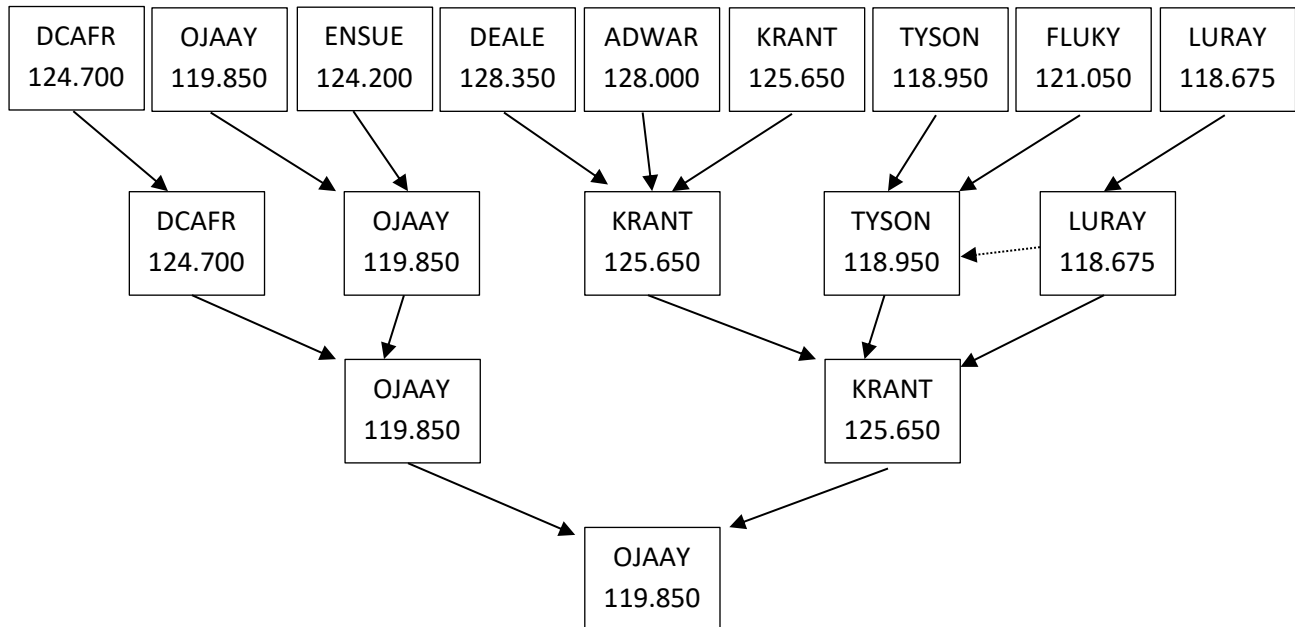 DCAFR
124.700
OJAAY
119.850
ENSUE
124.200
DEALE
128.350
ADWAR
128.000
KRANT
125.650
TYSON
118.950
FLUKY
121.050
LURAY
118.675
DCAFR
124.700
OJAAY
119.850
KRANT
125.650
TYSON
118.950
LURAY
118.675
OJAAY
119.850
KRANT
125.650
OJAAY
119.850